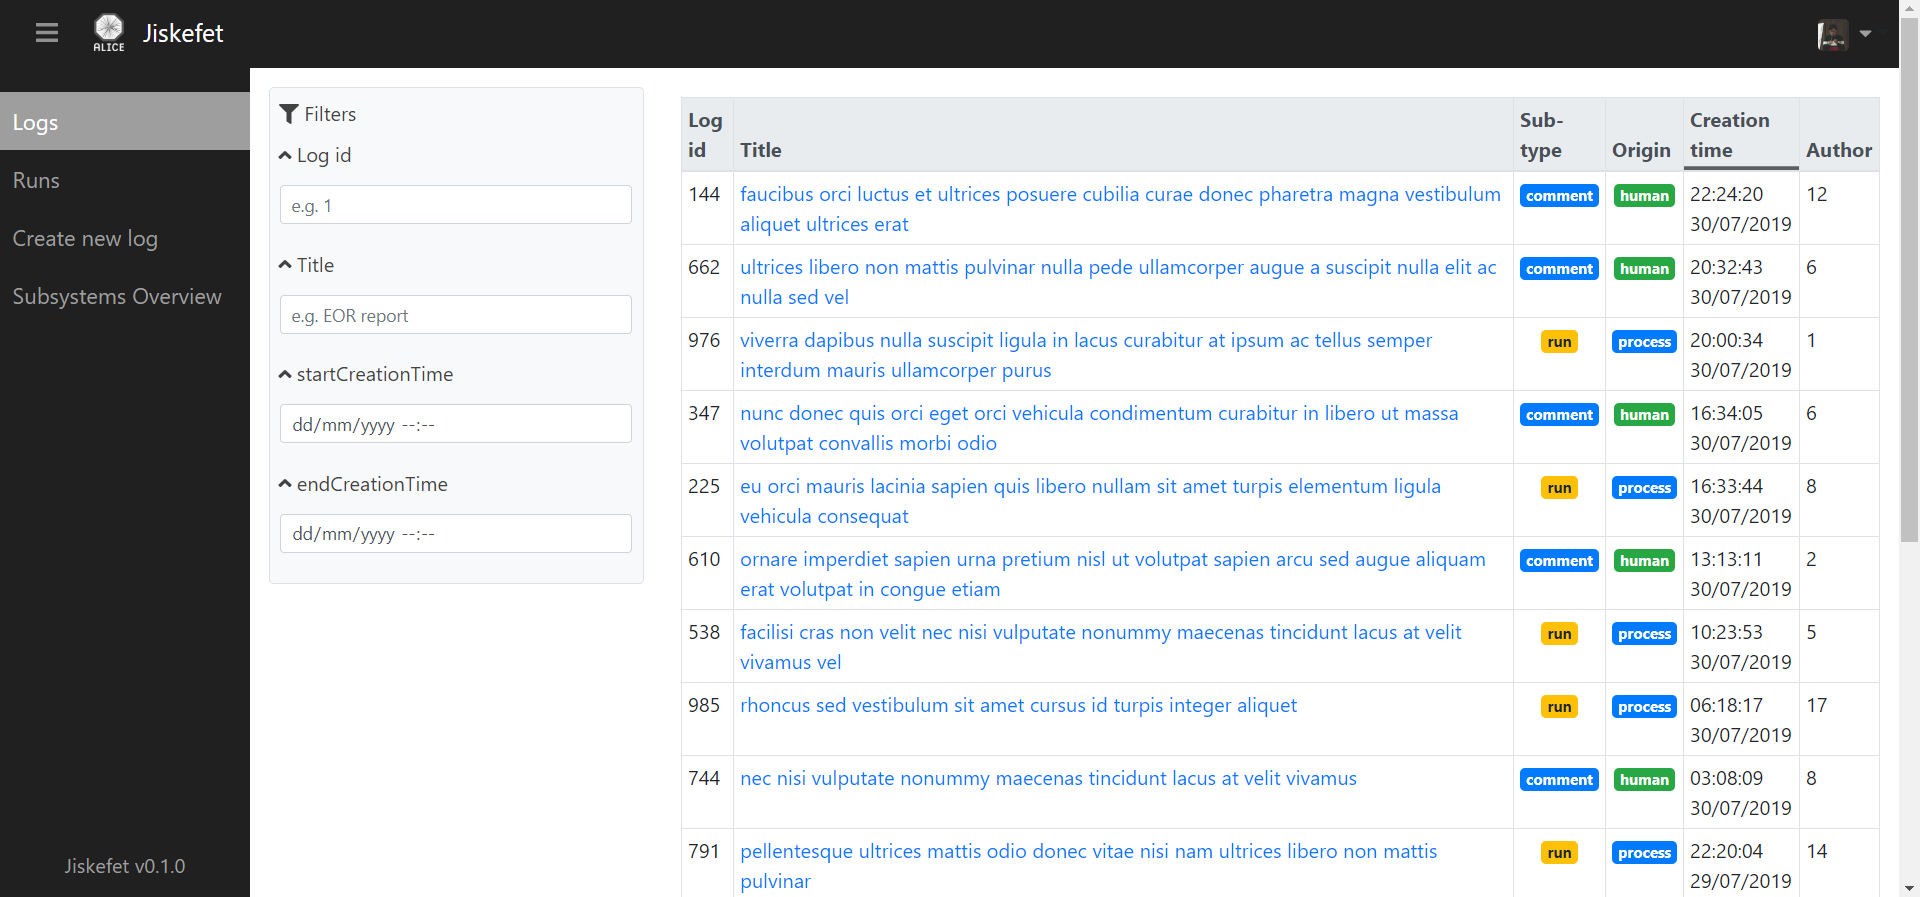 ALICE
Jiskefet
Logs
Runs
Create new log
Subsystems Overview
Jiskefet v0.1.0
Filters
Log id
e.g. 1
Title
e.g. EOR report
startCreationTime
dd/mm/yyyy --:--
endCreationTime
dd/mm/yyyy --:--
Log id Title Sub-type Origin Creation time Author
144 faucibus orci luctus et ultrices posuere cubilia curae donec pharetra magna vestibulum comment human 22:24:20 12
aliquet ultrices erat 30/07/2019
662 ultrices libero non mattis pulvinar nulla pede ullamcorper augue a suscipit nulla elit ac comment human 20:32:43 6
nulla sed vel 30/07/2019
976 viverra dapibus nulla suscipit ligula in lacus curabitur at ipsum ac tellus semper run process 20:00:34 1
interdum mauris ullamcorper purus 30/07/2019
347 nunc donec quis orci eget orci vehicula condimentum curabitur in libero ut massa comment human 16:34:05 6
volutpat convallis morbi odio 30/07/2019
225 eu orci mauris lacinia sapien quis libero nullam sit amet turpis elementum ligula run process 16:33:44 8
vehicula consequat 30/07/2019
610 ornare imperdiet sapien urna pretium nisl ut volutpat sapien arcu sed augue aliquam comment human 13:13:11 2
erat volutpat in congue etiam 30/07/2019
538 facilisi cras non velit nec nisi vulputate nonummy maecenas tincidunt lacus at velit run process 10:23:53 5
vivamus vel 30/07/2019
985 rhoncus sed vestibulum sit amet cursus id turpis integer aliquet run process 06:18:17 17
30/07/2019
744 nec nisi vulputate nonummy maecenas tincidunt lacus at velit vivamus comment human 03:08:09 8
30/07/2019
791 pellentesque ultrices mattis odio donec vitae nisi nam ultrices libero non mattis run process 22:20:04 14
pulvinar 29/07/2019